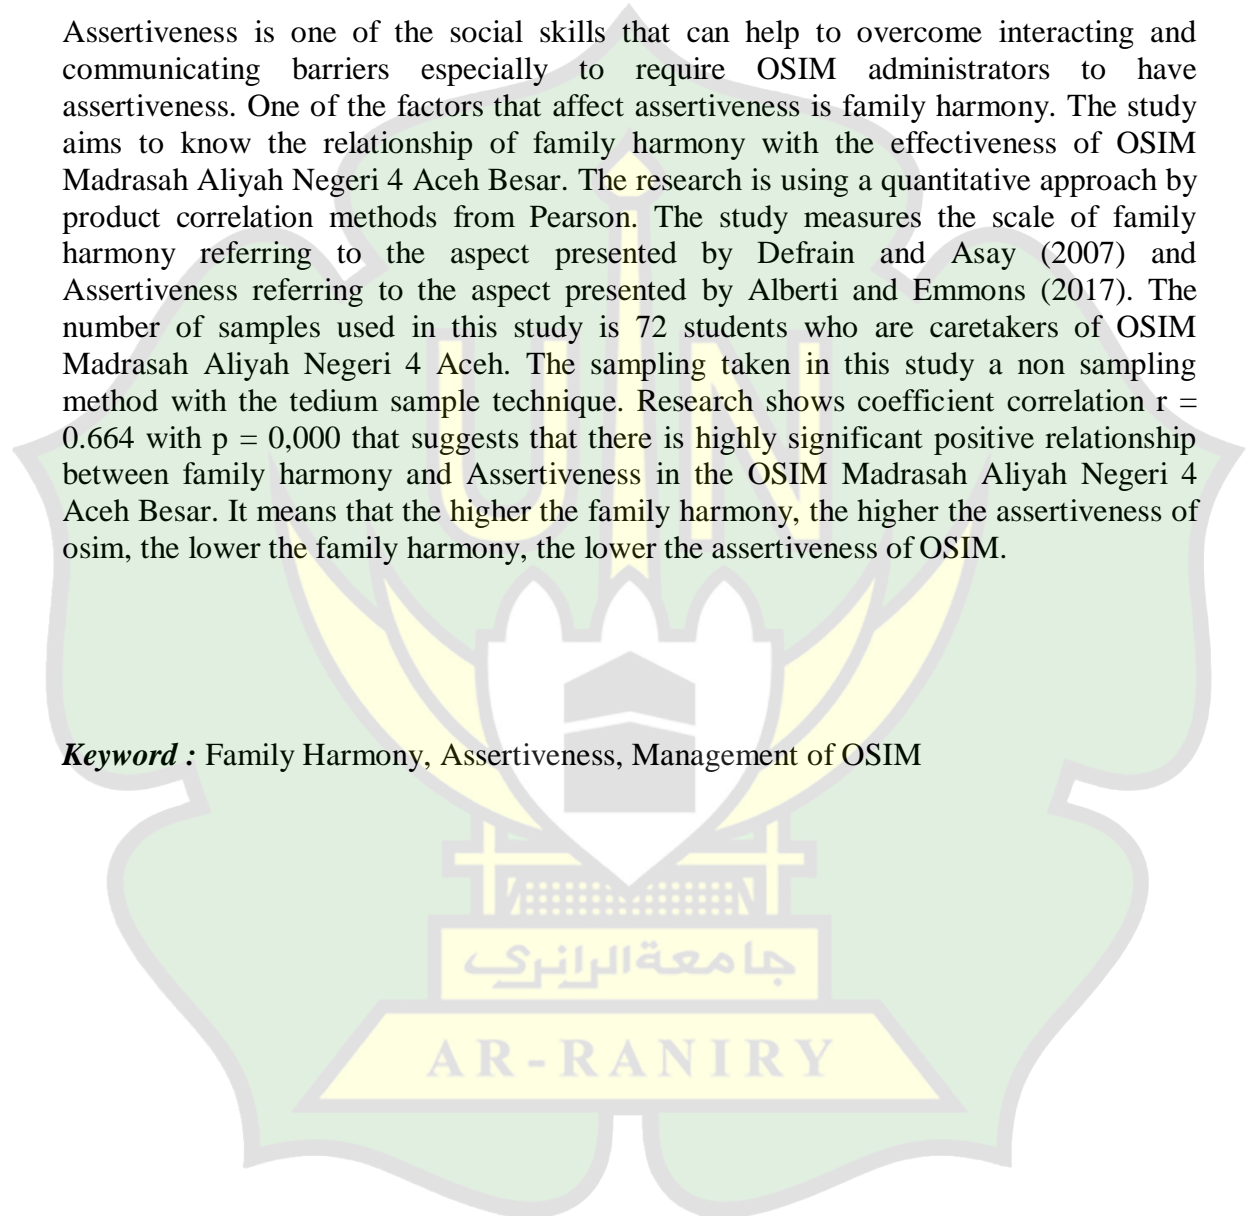 Assertiveness is one of the social skills that can help to overcome interacting and
communicating barriers especially to require OSIM administrators to have
assertiveness. One of the factors that affect assertiveness is family harmony. The study
aims to know the relationship of family harmony with the effectiveness of OSIM
Madrasah Aliyah Negeri 4 Aceh Besar. The research is using a quantitative approach by
product correlation methods from Pearson. The study measures the scale of family
harmony referring to the aspect presented by Defrain and Asay (2007) and
Assertiveness referring to the aspect presented by Alberti and Emmons (2017). The
number of samples used in this study is 72 students who are caretakers of OSIM
Madrasah Aliyah Negeri 4 Aceh. The sampling taken in this study a non sampling
method with the tedium sample technique. Research shows coefficient correlation r =
0.664 with p = 0,000 that suggests that there is highly significant positive relationship
between family harmony and Assertiveness in the OSIM Madrasah Aliyah Negeri 4
Aceh Besar. It means that the higher the family harmony, the higher the assertiveness of
osim, the lower the family harmony, the lower the assertiveness of OSIM.
Keyword : Family Harmony, Assertiveness, Management of OSIM
UIN
جامعة الرانري
AR-RANIRY